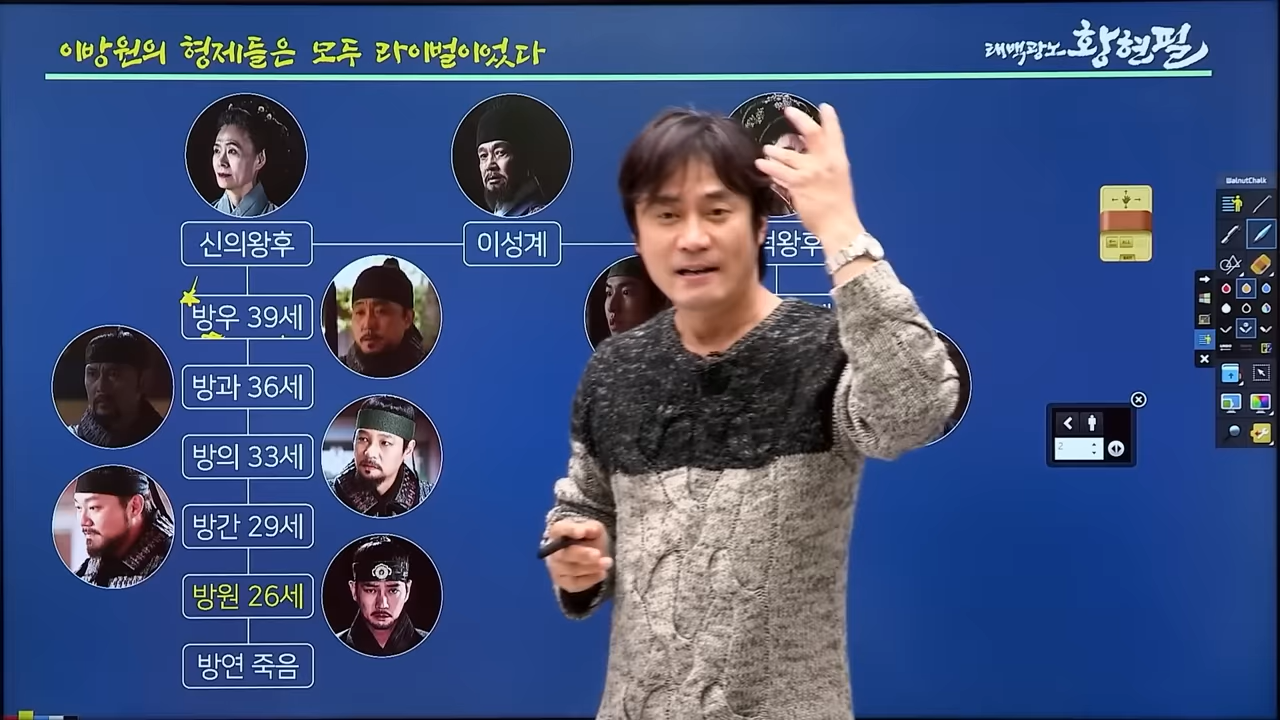 이방원의 형제들은 모두 라이벌이었다
태백광노 황현필
신의왕후
이성계
왕후
방우 39세
방과 36세
방의 33세
방간 29세
방원 26세
방연 죽음
WalnutChalk
2